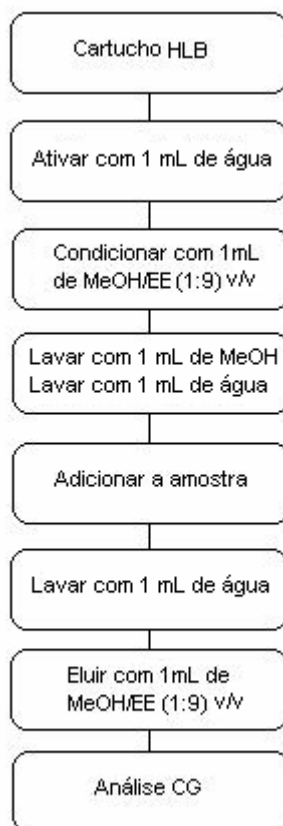 Cartucho HLB
Ativar com 1 mL de água
Condicionar com 1mL
de MeOH/EE (1:9) v/v
Lavar com 1 mL de MeOH
Lavar com 1 mL de água
Adicionar a amostra
Lavar com 1 mL de água
Eluir com 1mL de
MeOH/EE (1:9) v/v
Análise CG